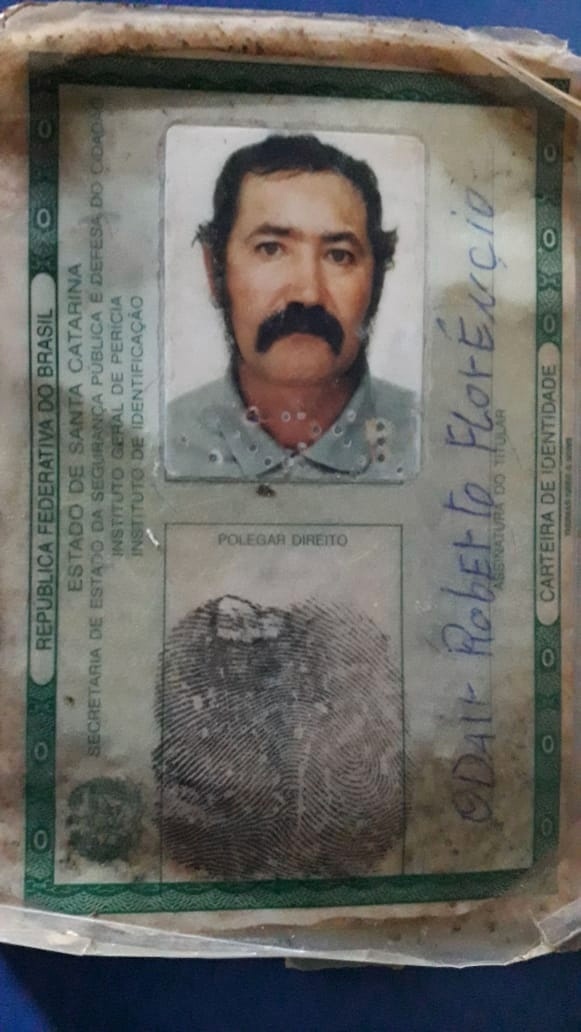 REPÚBLICA FEDERATIVA DO BRASIL
ESTADO DE SANTA CATARINA
SECRETARIA DE ESTADO DA SEGURANÇA PÚBLICA E DEFESA DO CIDADÃO
INSTITUTO GERAL DE PERÍCIA
INSTITUTO DE IDENTIFICAÇÃO
POLEGAR DIREITO
ODAIR Roberto Florêncio
ASSINATURA DO TITULAR
CARTEIRA DE IDENTIDADE